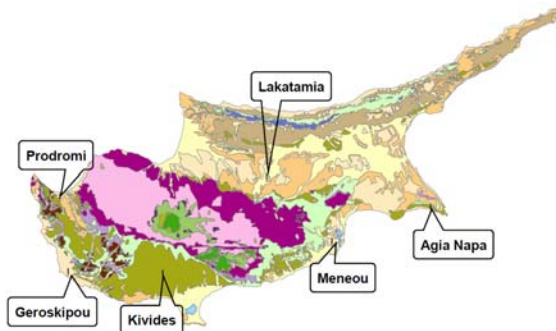 Lakatamia
Prodromi
Agia Napa
Meneou
Geroskipou
Kivides